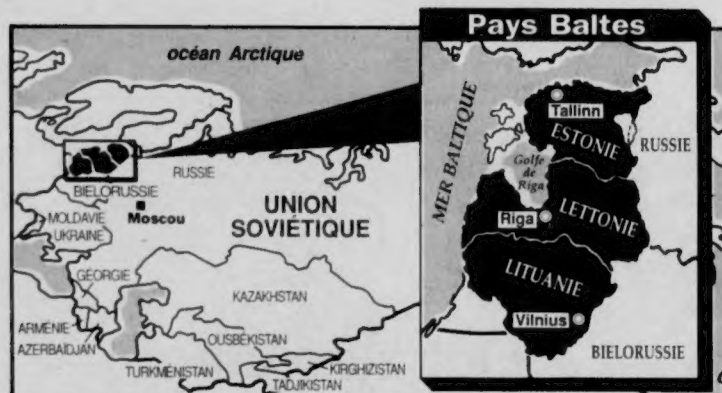 océan Arctique
RUSSIE
BIELORUSSIE
Moscou
UNION
SOVIÉTIQUE
MOLDAVIE
UKRAINE
GÉORGIE
KAZAKHSTAN
ARMÉNIE
AZERBAÏDJAN
OUSBÉKISTAN
TURKMÉNISTAN
KIRGHIZISTAN
TADJIKISTAN
Pays Baltes
MER BALTIQUE
Tallinn
ESTONIE
RUSSIE
Golfe
de
Riga
Riga
LETTONIE
LITUANIE
Vilnius
BIELORUSSIE